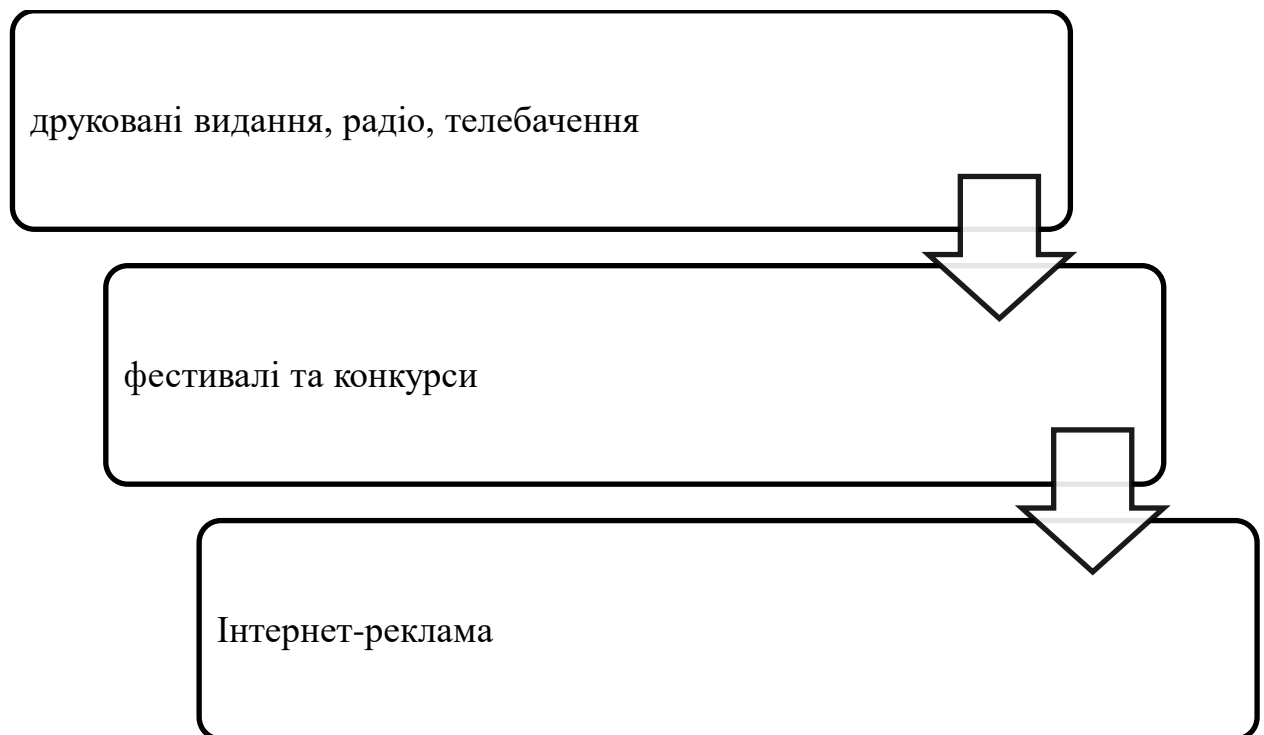 друковані видання, радіо, телебачення
фестивалі та конкурси
Інтернет-реклама